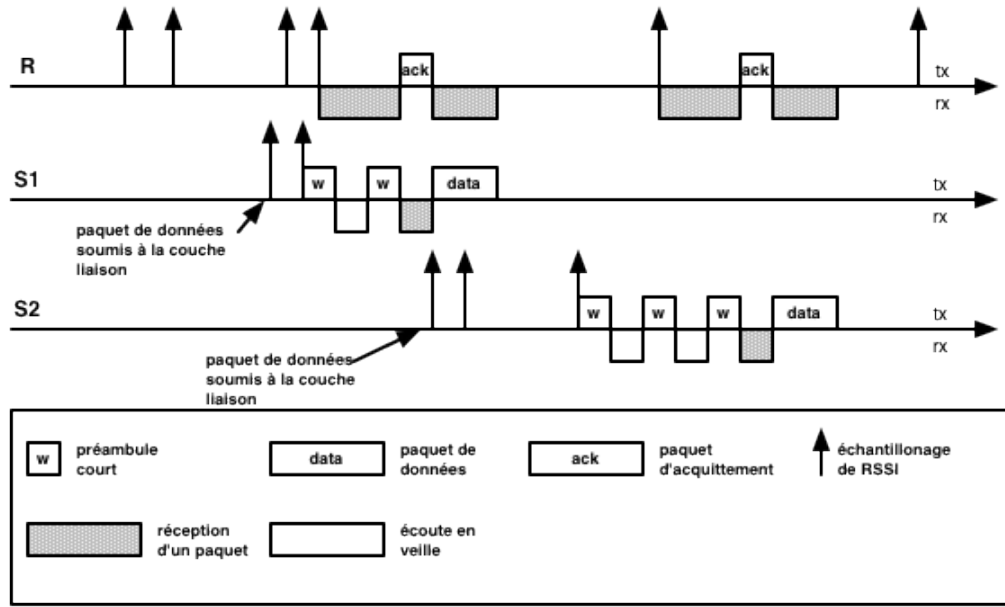 R
ack
ack
tx
rx
S1
w
w
data
tx
rx
paquet de données
soumis à la couche
liaison
S2
w
w
w
data
tx
rx
paquet de données
soumis à la couche
liaison
w
préambule
court
data
paquet de
données
ack
paquet
d'acquittement
échantillonage
de RSSI
réception
d'un paquet
écoute en
veille